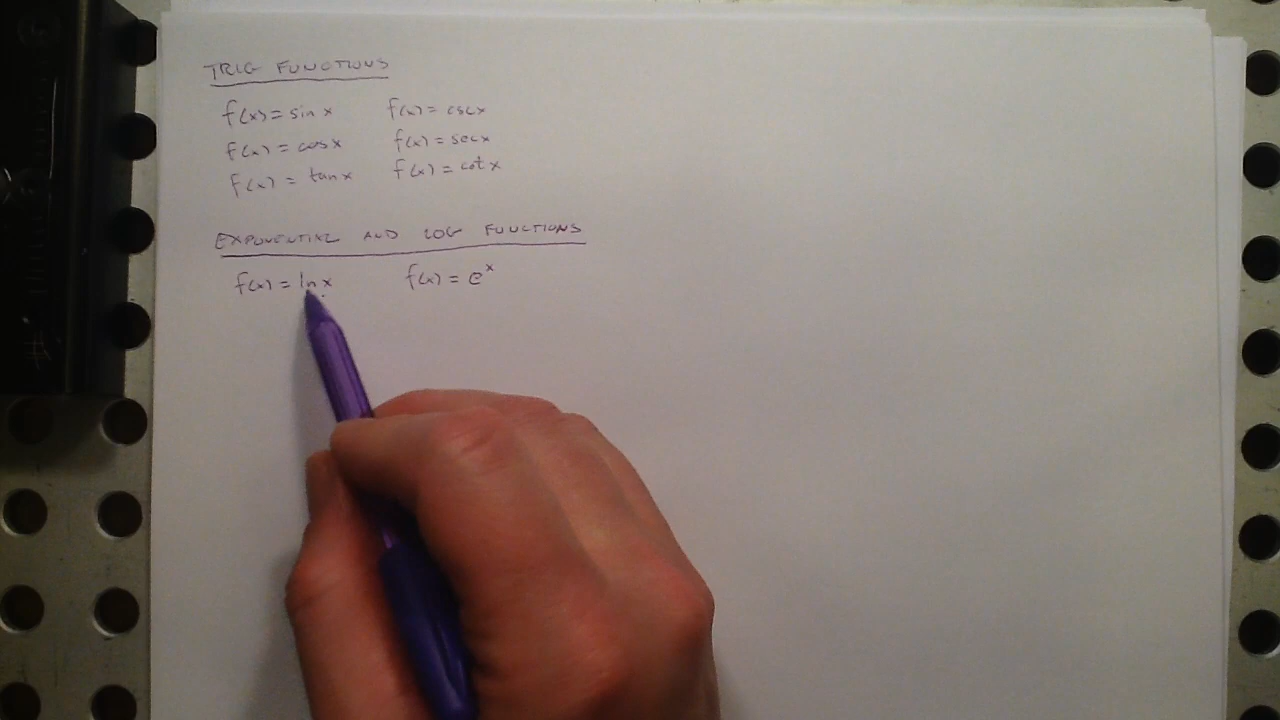 TRIG FUNCTIONS
f(x) = sin x f(x) = csc x
f(x) = cos x f(x) = sec x
f(x) = tan x f(x) = cot x
EXPONENTIAL AND LOG FUNCTIONS
f(x) = ln x f(x) = e^x